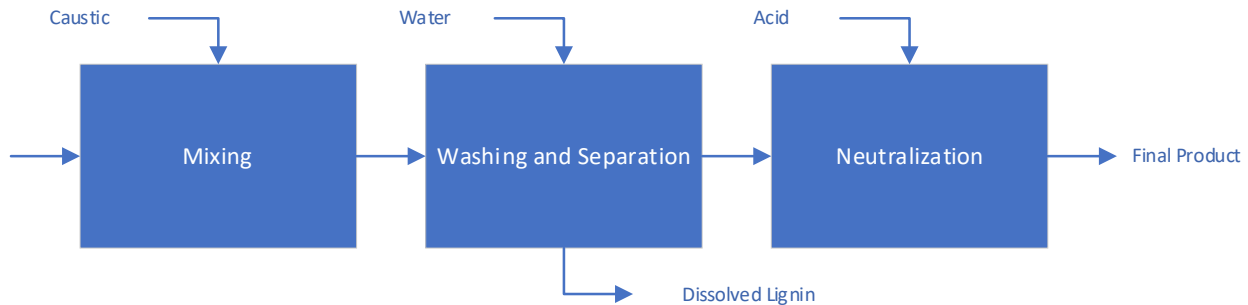 Caustic
Water
Acid
Mixing
Washing and Separation
Neutralization
Final Product
Dissolved Lignin